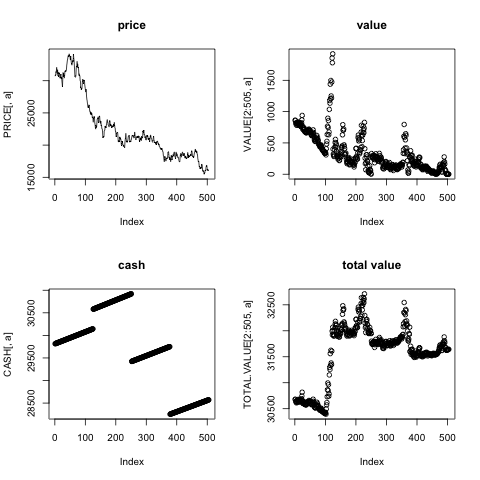 price
PRICE[, a]
15000
25000
0 100 200 300 400 500
Index
value
VALUE[2:505, a]
0
500
1000
1500
0 100 200 300 400 500
Index
cash
CASH[, a]
28500
29500
30500
0 100 200 300 400 500
Index
total value
TOTAL.VALUE[2:505, a]
30500
31500
32500
0 100 200 300 400 500
Index